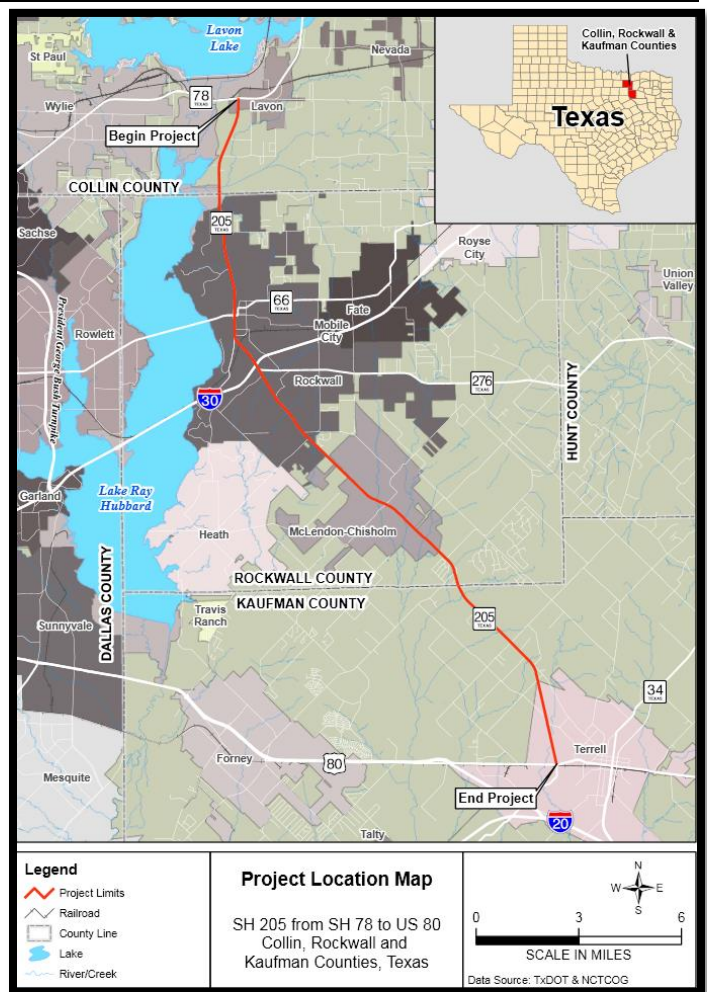 Lavon
Lake
St Paul
Nevada
78
TEXAS
Wylie
Lavon
Begin Project
COLLIN COUNTY
Collin, Rockwall &
Kaufman Counties
Texas
205
TEXAS
Sachse
Royse
City
Union
Valley
66
TEXAS
Fate
Mobile
City
President George Bush Turnpike
Rowlett
Rockwall
276
TEXAS
30
HUNT COUNTY
Garland
Lake Ray
Hubbard
Heath
McLendon-Chisholm
ROCKWALL COUNTY
KAUFMAN COUNTY
DALLAS COUNTY
Travis
Ranch
Sunnyvale
205
TEXAS
34
TEXAS
Forney
80
Terrell
Mesquite
End Project
20
Talty
Legend
Project Limits
Railroad
County Line
Lake
River/Creek
Project Location Map
SH 205 from SH 78 to US 80
Collin, Rockwall and
Kaufman Counties, Texas
N
W E
S
0 3 6
SCALE IN MILES
Data Source: TxDOT & NCTCOG